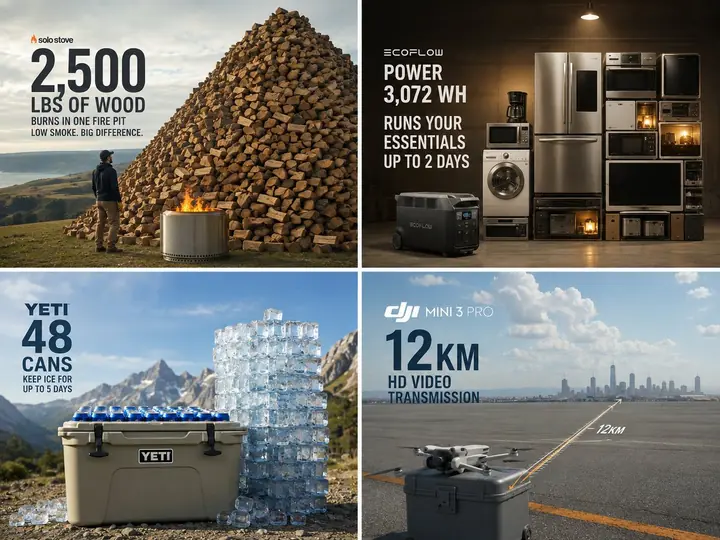 solo stove
2,500
LBS OF WOOD
BURNS IN ONE FIRE PIT
LOW SMOKE. BIG DIFFERENCE.
ECOFLOW
POWER
3,072 WH
RUNS YOUR
ESSENTIALS
UP TO 2 DAYS
ECOFLOW
YETI
48
CANS
KEEP ICE FOR
UP TO 5 DAYS
YETI
dji MINI 3 PRO
12KM
HD VIDEO
TRANSMISSION
12KM